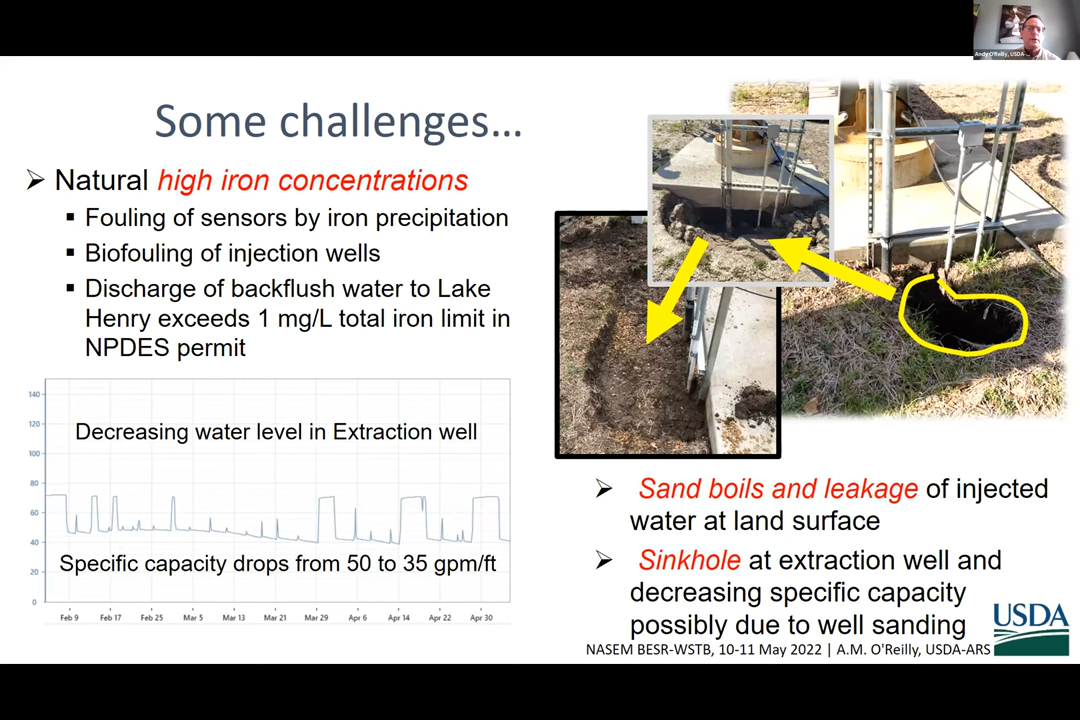 Andy O'Reilly, USDA
Some challenges...
➢ Natural high iron concentrations
▪ Fouling of sensors by iron precipitation
▪ Biofouling of injection wells
▪ Discharge of backflush water to Lake
Henry exceeds 1 mg/L total iron limit in
NPDES permit
140
120
100
80
60
40
20
0
Decreasing water level in Extraction well
Specific capacity drops from 50 to 35 gpm/ft
Feb 9 Feb 17 Feb 25 Mar 5 Mar 13 Mar 21 Mar 29 Apr 6 Apr 14 Apr 22 Apr 30
➢ Sand boils and leakage of injected
water at land surface
➢ Sinkhole at extraction well and
decreasing specific capacity
possibly due to well sanding
USDA
NASEM BESR-WSTB, 10-11 May 2022 | A.M. O'Reilly, USDA-ARS